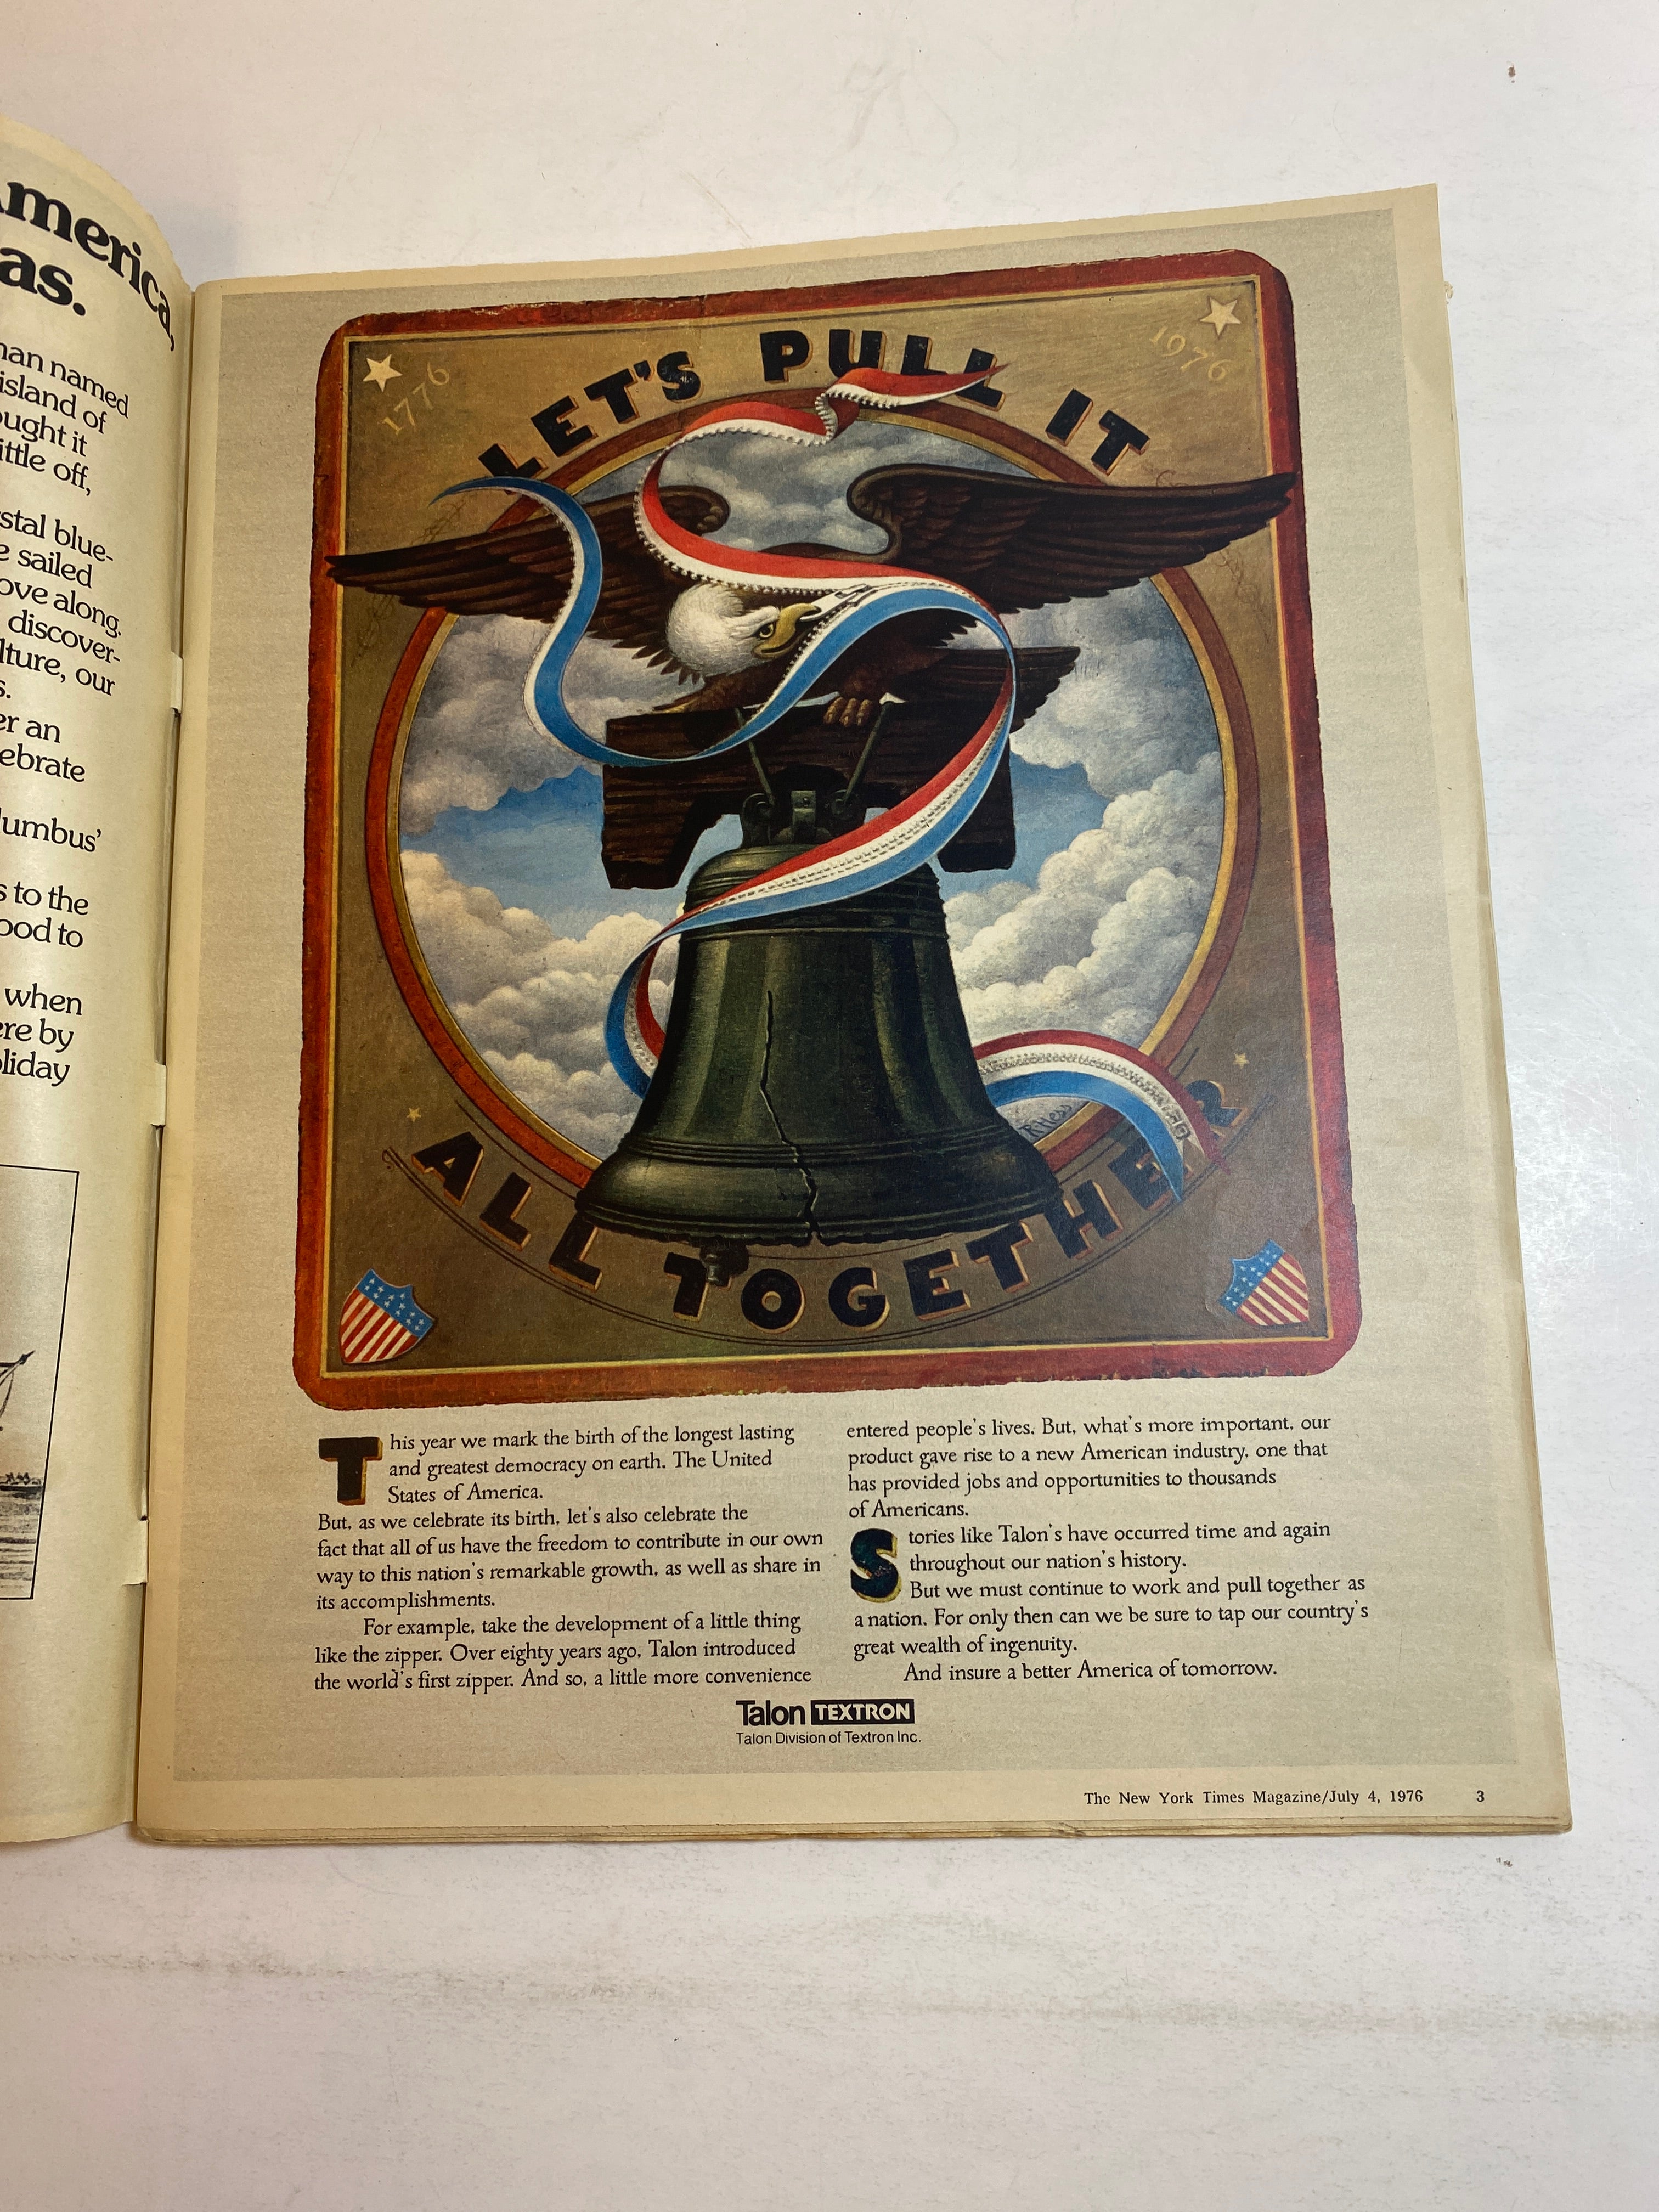 America,
as.
man named
island of
ought it
ittle off,
stal blue-
e sailed
ove along.
discover-
lture, our
s.
er an
ebrate
lumbus'
s to the
ood to
when
ere by
oliday
1776
1976
LET'S PULL IT
R. Hess
ALL TOGETHER
This year we mark the birth of the longest lasting
and greatest democracy on earth. The United
States of America.
But, as we celebrate its birth, let's also celebrate the
fact that all of us have the freedom to contribute in our own
way to this nation's remarkable growth, as well as share in
its accomplishments.
For example, take the development of a little thing
like the zipper. Over eighty years ago, Talon introduced
the world's first zipper. And so, a little more convenience
entered people's lives. But, what's more important, our
product gave rise to a new American industry, one that
has provided jobs and opportunities to thousands
of Americans.
Stories like Talon's have occurred time and again
throughout our nation's history.
But we must continue to work and pull together as
a nation. For only then can we be sure to tap our country's
great wealth of ingenuity.
And insure a better America of tomorrow.
Talon TEXTRON
Talon Division of Textron Inc.
The New York Times Magazine/July 4, 1976 3